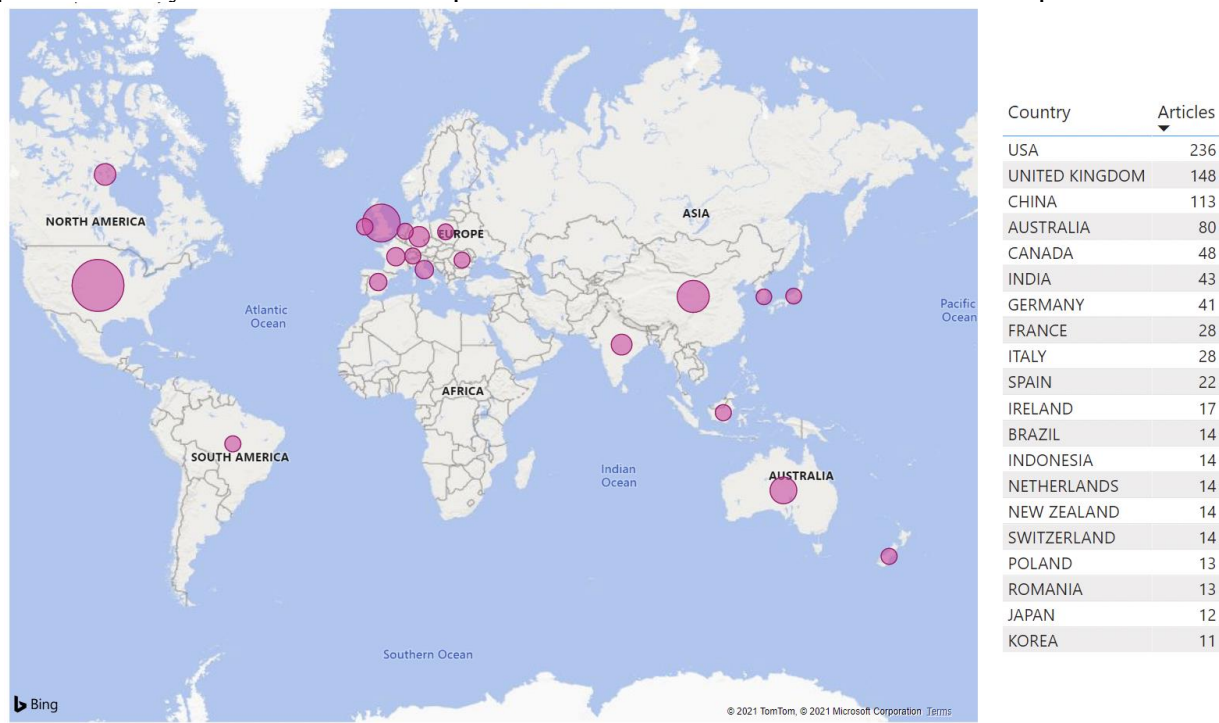 NORTH AMERICA
ASIA
EUROPE
Atlantic
Ocean
Pacific
Ocean
AFRICA
SOUTH AMERICA
Indian
Ocean
AUSTRALIA
Southern Ocean
Bing
© 2021 TomTom, © 2021 Microsoft Corporation Terms
Country Articles
USA 236
UNITED KINGDOM 148
CHINA 113
AUSTRALIA 80
CANADA 48
INDIA 43
GERMANY 41
FRANCE 28
ITALY 28
SPAIN 22
IRELAND 17
BRAZIL 14
INDONESIA 14
NETHERLANDS 14
NEW ZEALAND 14
SWITZERLAND 14
POLAND 13
ROMANIA 13
JAPAN 12
KOREA 11